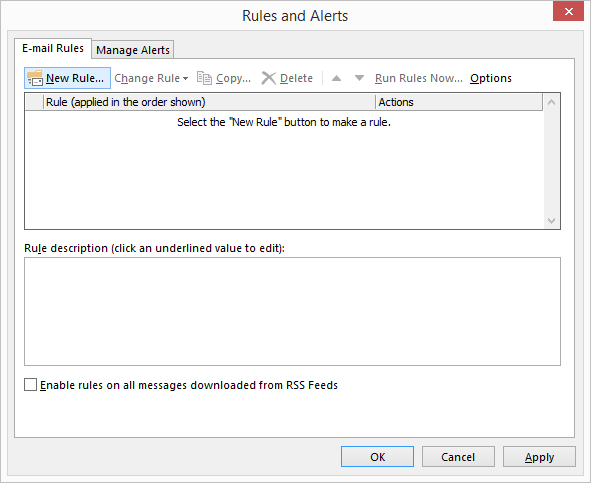 Rules and Alerts
E-mail Rules Manage Alerts
New Rule... Change Rule Copy... Delete Run Rules Now... Options
Rule (applied in the order shown) Actions
Select the "New Rule" button to make a rule.
Rule description (click an underlined value to edit):
Enable rules on all messages downloaded from RSS Feeds
OK Cancel Apply